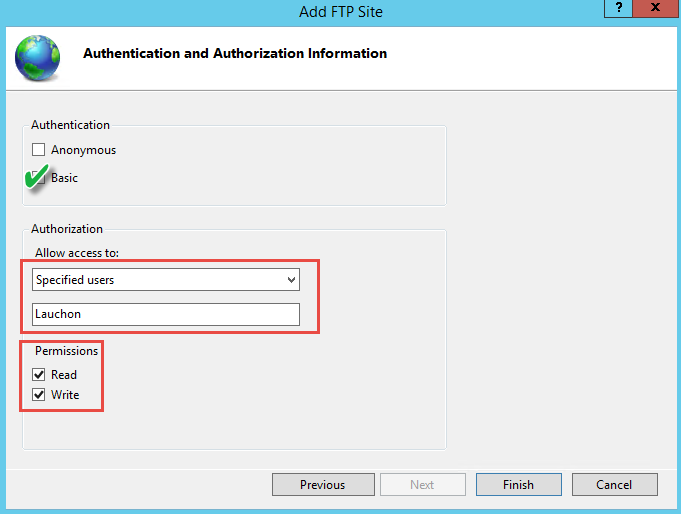 Add FTP Site
?
x
Authentication and Authorization Information
Authentication
Anonymous
Basic
Authorization
Allow access to:
Specified users
Lauchon
Permissions
Read
Write
Previous
Next
Finish
Cancel